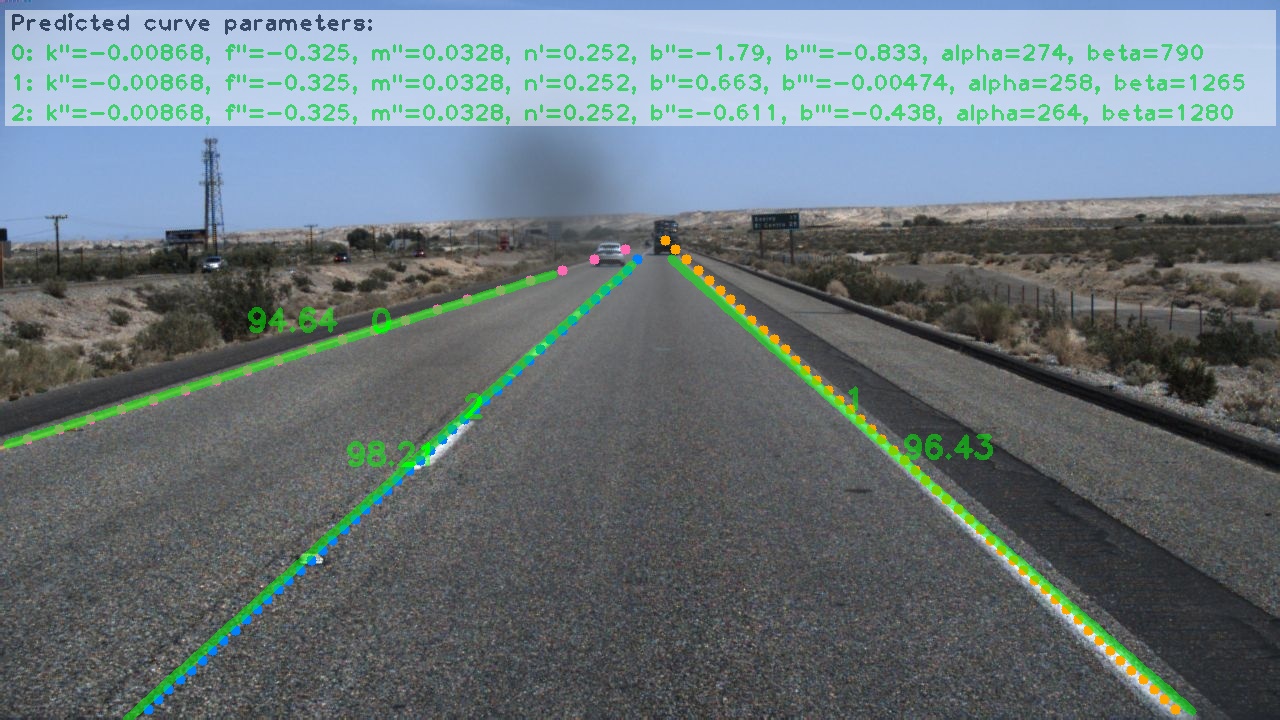 Predicted curve parameters:
0: k''=-0.00868, f''=-0.325, m''=0.0328, n'=0.252, b''=-1.79, b'''=-0.833, alpha=274, beta=790
1: k''=-0.00868, f''=-0.325, m''=0.0328, n'=0.252, b''=0.663, b'''=-0.00474, alpha=258, beta=1265
2: k''=-0.00868, f''=-0.325, m''=0.0328, n'=0.252, b''=-0.611, b'''=-0.438, alpha=264, beta=1280
94.64 0
2
1
98.21
96.43